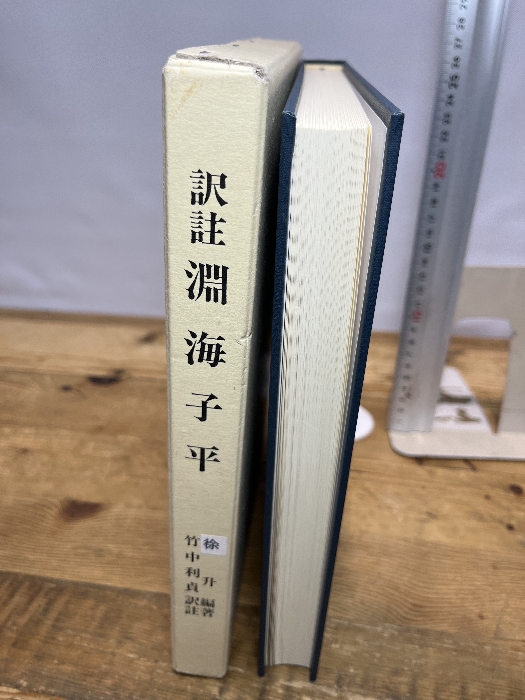 訳註 淵海子平
徐升 編著
竹中利貞 訳註